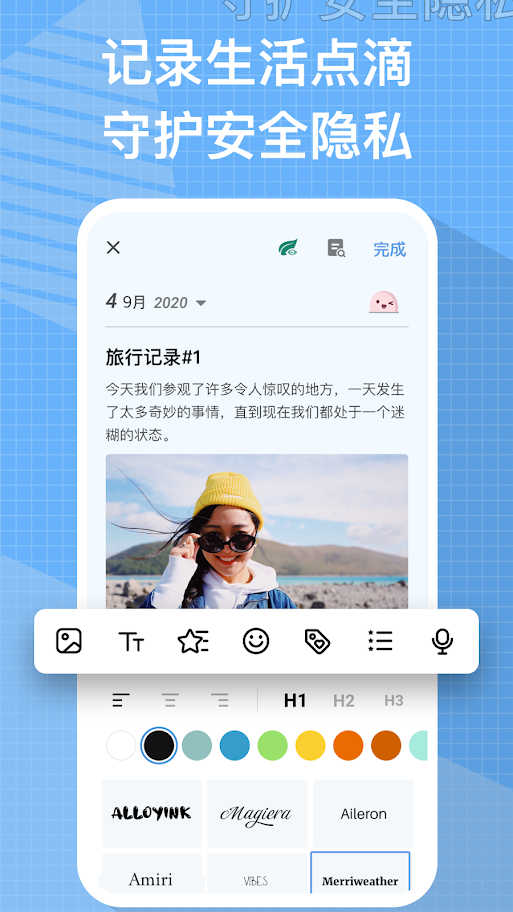 守护安全隐私
记录生活点滴
守护安全隐私
完成
4 9月 2020
旅行记录#1
今天我们参观了许多令人惊叹的地方，一天发生
了太多奇妙的事情，直到现在我们都处于一个迷
糊的状态。
TT
H1 H2 H3
ALLOYINK Magiera Aileron
Amiri VIBES Merriweather